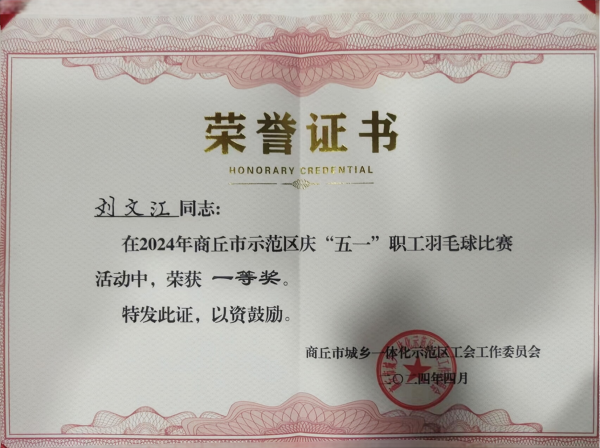 荣誉证书
HONORARY CREDENTIAL
刘文江同志：
在2024年商丘市示范区庆“五一”职工羽毛球比赛
活动中，荣获 一等奖。
特发此证，以资鼓励。
商丘市城乡一体化示范区工会工作委员会
二〇二四年四月